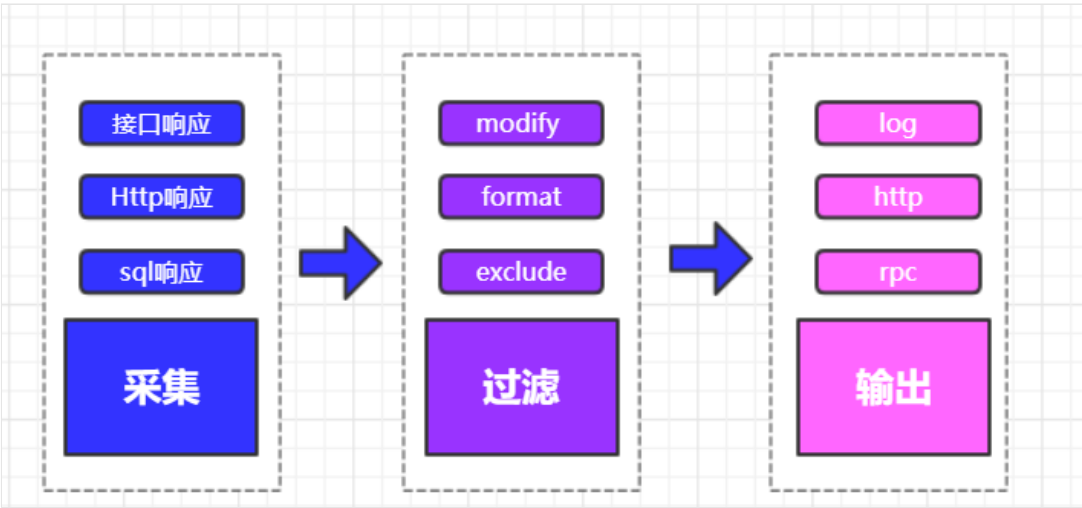 接口响应
Http响应
sql响应
采集
modify
format
exclude
过滤
log
http
rpc
输出